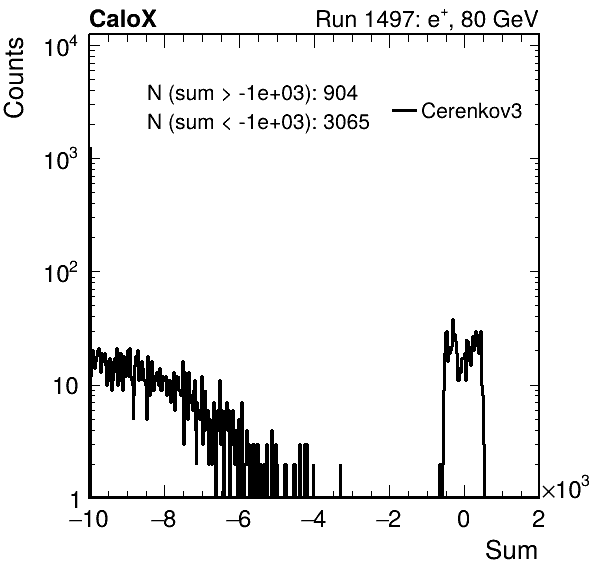 CaloX Run 1497: e⁺, 80 GeV
Counts
10⁴
10³
10²
10
1
N (sum > -1e+03): 904
N (sum < -1e+03): 3065
Cerenkov3
−10 −8 −6 −4 −2 0 2
×10³
Sum